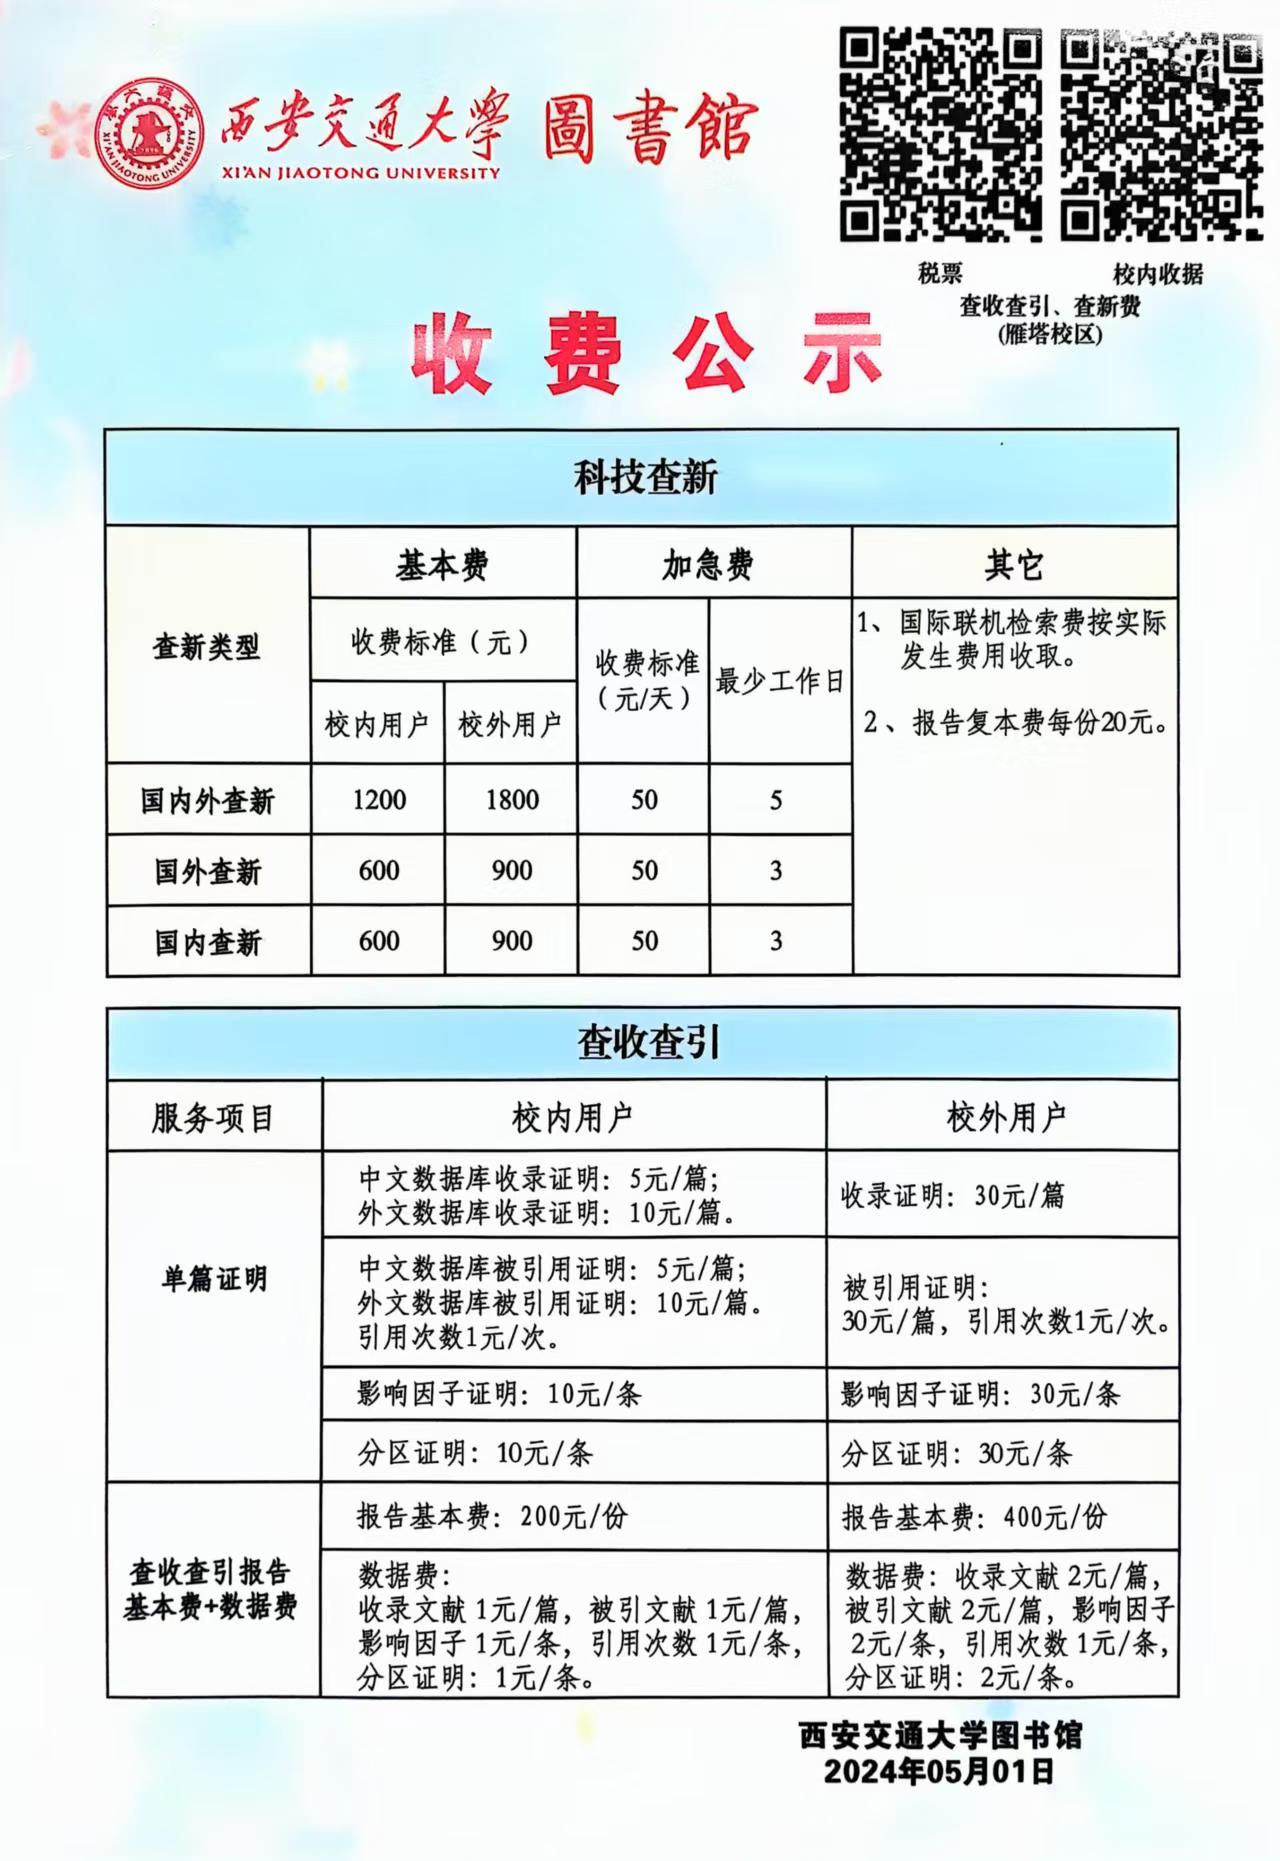 西安交通大學 圖書館
XI'AN JIAOTONG UNIVERSITY
税票 校内收据
查收查引、查新费
(雁塔校区)
收费公示
科技查新
查新类型 基本费 加急费 其它
收费标准（元） 收费标准（元/天） 最少工作日
校内用户 校外用户
1、国际联机检索费按实际
发生费用收取。
2、报告复本费每份20元。
国内外查新 1200 1800 50 5
国外查新 600 900 50 3
国内查新 600 900 50 3
查收查引
服务项目 校内用户 校外用户
单篇证明
中文数据库收录证明：5元/篇；
外文数据库收录证明：10元/篇。
收录证明：30元/篇
中文数据库被引用证明：5元/篇；
外文数据库被引用证明：10元/篇。
引用次数1元/次。
被引用证明：
30元/篇，引用次数1元/次。
影响因子证明：10元/条 影响因子证明：30元/条
分区证明：10元/条 分区证明：30元/条
查收查引报告
基本费+数据费
报告基本费：200元/份 报告基本费：400元/份
数据费：
收录文献1元/篇，被引文献1元/篇，
影响因子1元/条，引用次数1元/条，
分区证明：1元/条。
数据费：收录文献2元/篇，
被引文献2元/篇，影响因子
2元/条，引用次数1元/条，
分区证明：2元/条。
西安交通大学图书馆
2024年05月01日